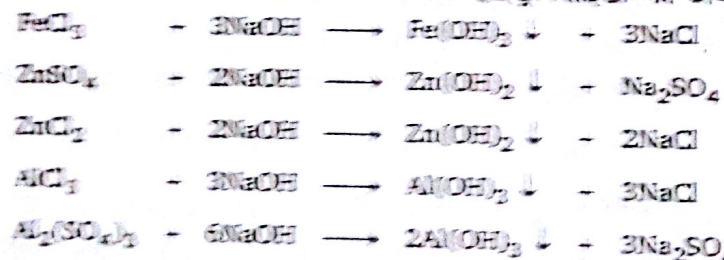 FeCl₃ + 3NaOH ⟶ Fe(OH)₃ ↓ + 3NaCl
ZnSO₄ + 2NaOH ⟶ Zn(OH)₂ ↓ + Na₂SO₄
ZnCl₂ + 2NaOH ⟶ Zn(OH)₂ ↓ + 2NaCl
AlCl₃ + 3NaOH ⟶ Al(OH)₃ ↓ + 3NaCl
Al₂(SO₄)₃ + 6NaOH ⟶ 2Al(OH)₃ ↓ + 3Na₂SO